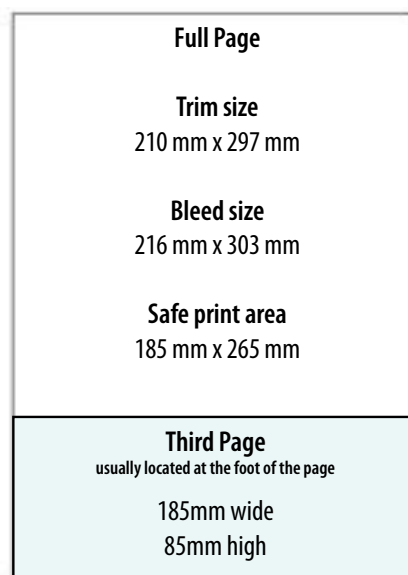 Full Page
Trim size
210 mm x 297 mm
Bleed size
216 mm x 303 mm
Safe print area
185 mm x 265 mm
Third Page
usually located at the foot of the page
185mm wide
85mm high